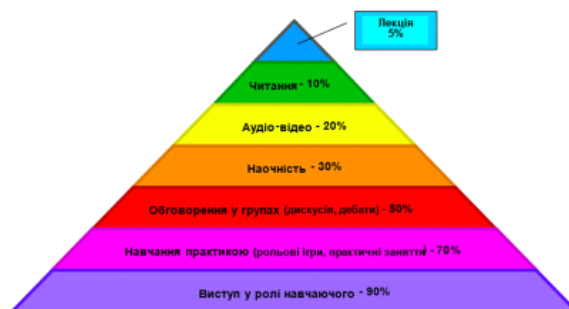 Лекція
5%
Читання - 10%
Аудіо-відео - 20%
Наочність - 30%
Обговорення у групах (дискусія, дебати) - 50%
Навчання практикою (рольові ігри, практичні заняття) - 70%
Виступ у ролі навчаючого - 90%